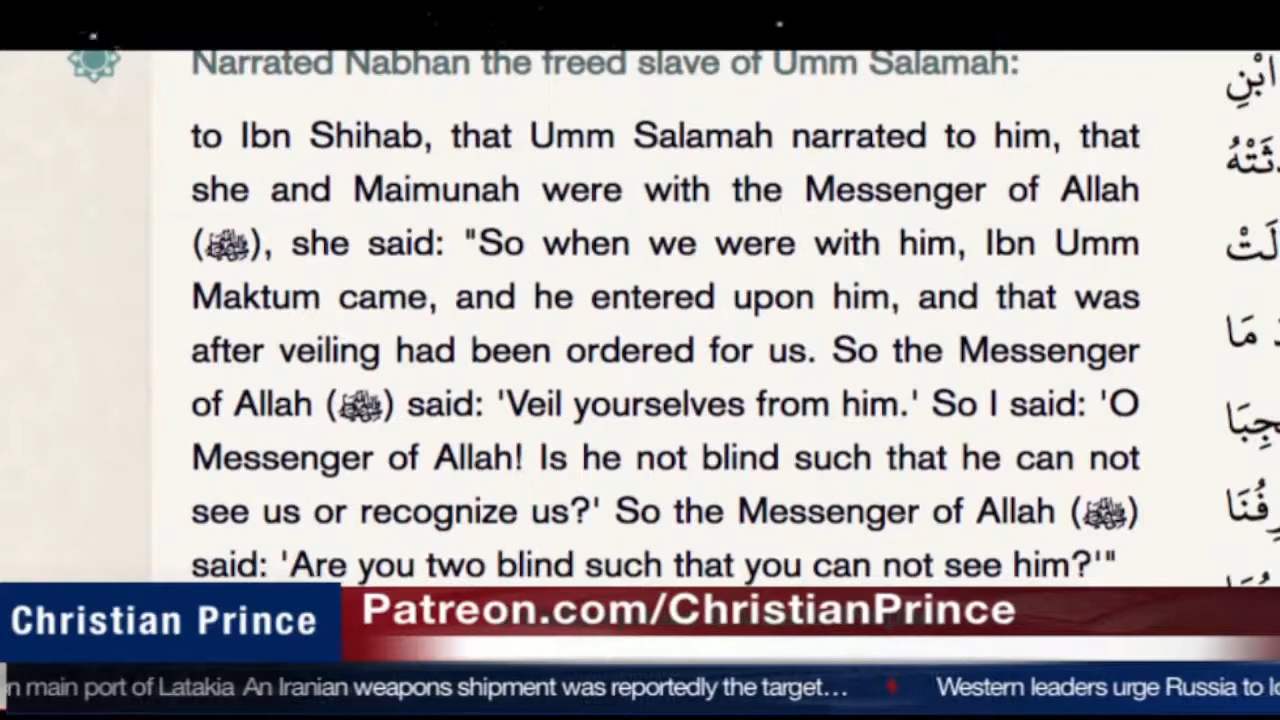 Narrated Nabhan the freed slave of Umm Salamah:
to Ibn Shihab, that Umm Salamah narrated to him, that
she and Maimunah were with the Messenger of Allah
(ﷺ), she said: "So when we were with him, Ibn Umm
Maktum came, and he entered upon him, and that was
after veiling had been ordered for us. So the Messenger
of Allah (ﷺ) said: 'Veil yourselves from him.' So I said: 'O
Messenger of Allah! Is he not blind such that he can not
see us or recognize us?' So the Messenger of Allah (ﷺ)
said: 'Are you two blind such that you can not see him?'"
ابْنِ
مَا
Christian Prince
Patreon.com/ChristianPrince
n main port of Latakia An Iranian weapons shipment was reportedly the target... Western leaders urge Russia to